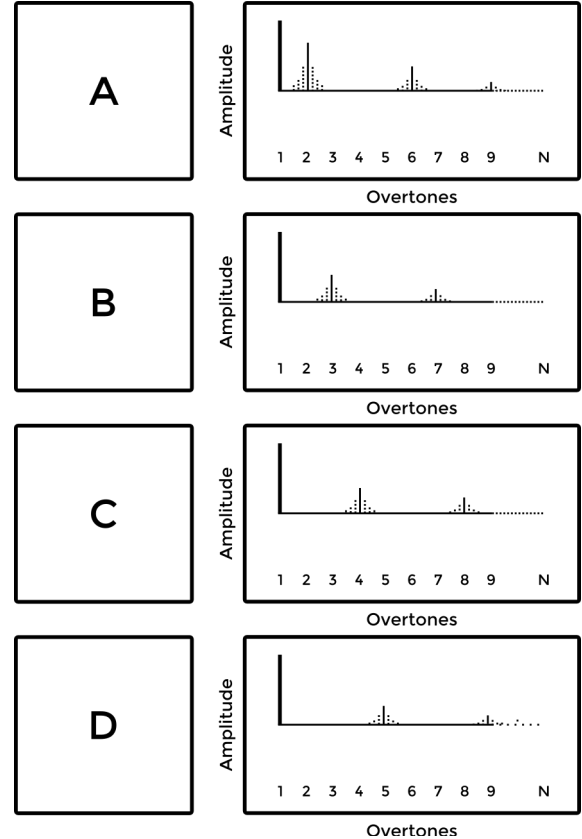 A
Amplitude
1 2 3 4 5 6 7 8 9 N
Overtones
B
Amplitude
1 2 3 4 5 6 7 8 9 N
Overtones
C
Amplitude
1 2 3 4 5 6 7 8 9 N
Overtones
D
Amplitude
1 2 3 4 5 6 7 8 9 N
Overtones